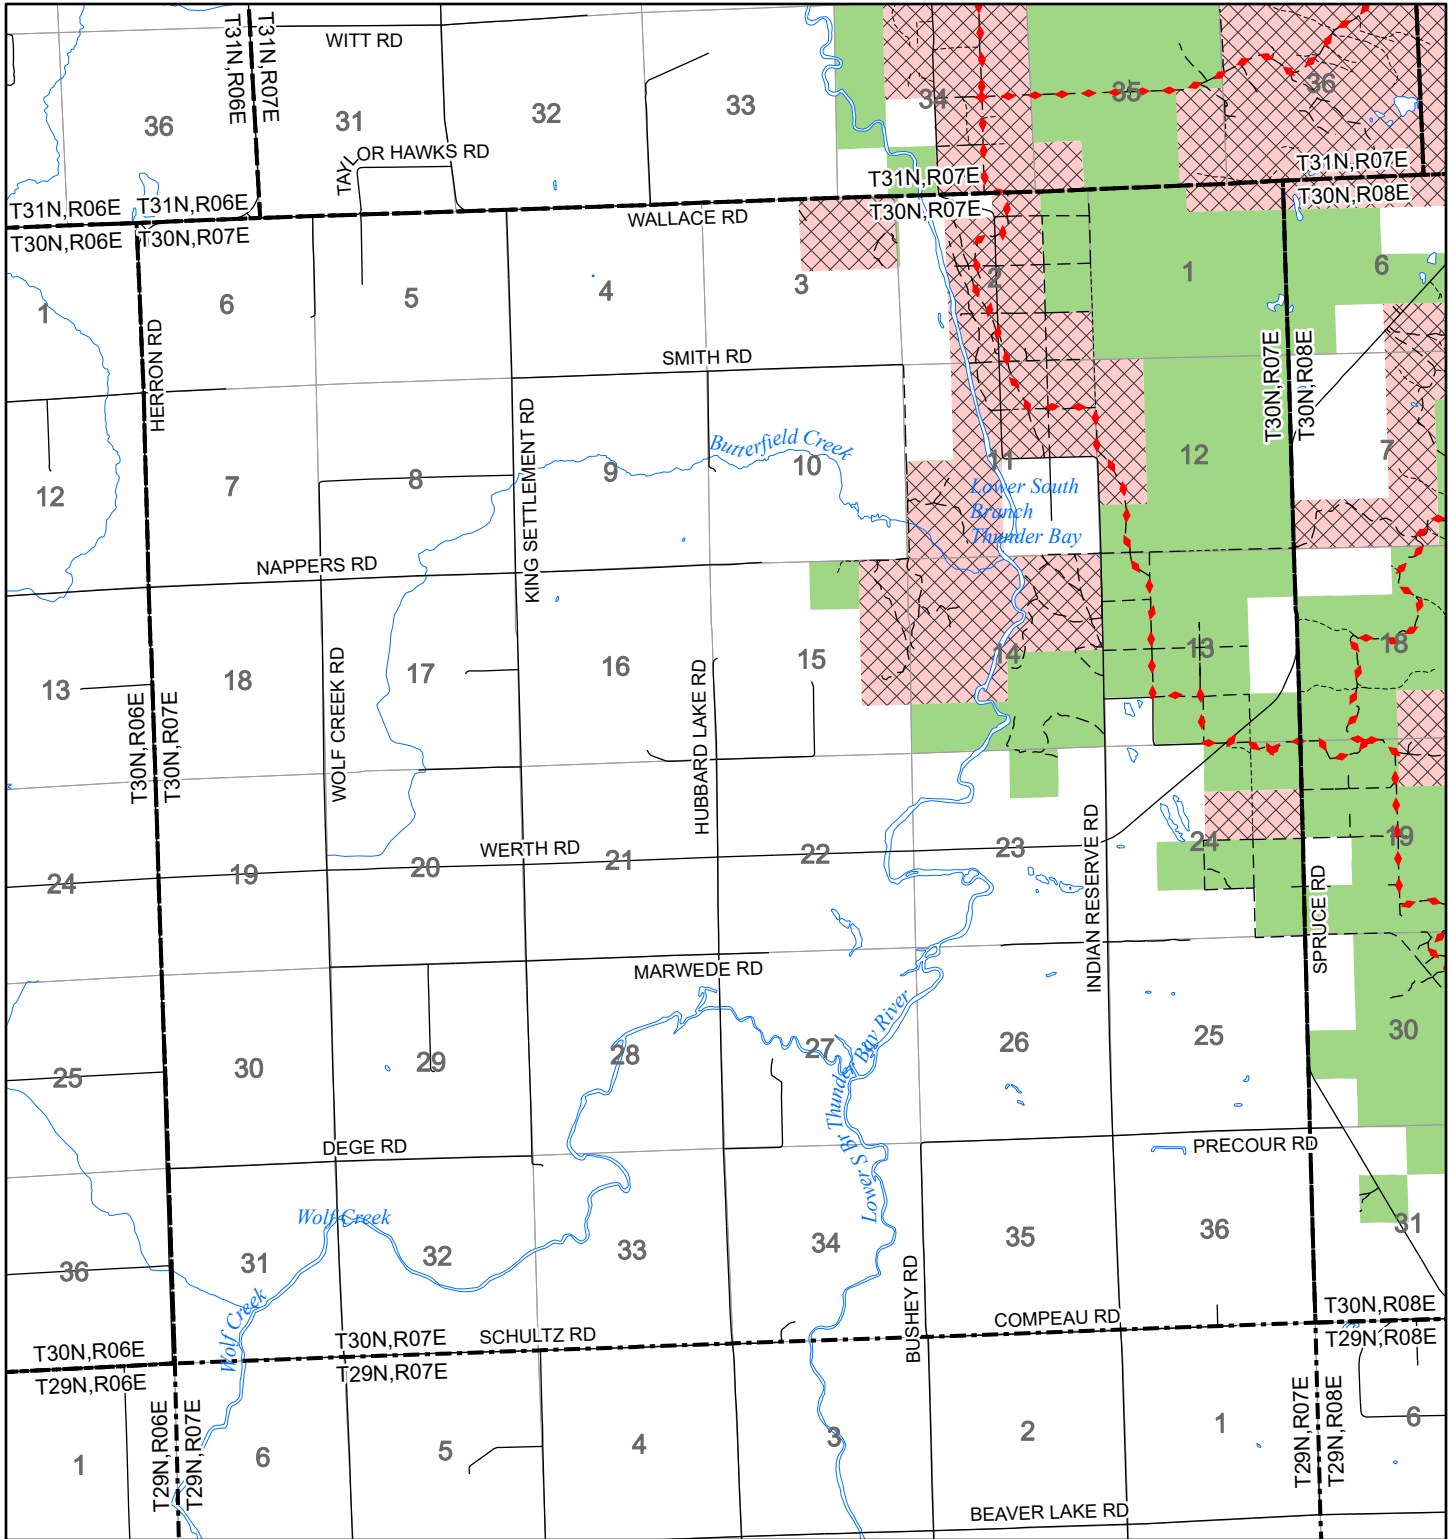 WITT RD
T31N,R06E
T31N,R07E
36
31
32
33
34
35
36
TAYLOR HAWKS RD
T31N,R06E
T31N,R06E
T31N,R07E
T31N,R07E
T30N,R06E
T30N,R07E
WALLACE RD
T30N,R07E
T30N,R08E
1
6
5
4
3
2
1
6
HERRON RD
SMITH RD
T30N,R07E
T30N,R08E
KING SETTLEMENT RD
Butterfield Creek
12
7
8
9
10
11
12
7
Lower South
Branch
Thunder Bay
NAPPERS RD
13
18
17
16
15
14
13
18
T30N,R06E
T30N,R07E
WOLF CREEK RD
HUBBARD LAKE RD
INDIAN RESERVE RD
WERTH RD
24
19
20
21
22
23
24
19
SPRUCE RD
MARWEDE RD
Lower S Br Thunder Bay River
25
30
29
28
27
26
25
30
DEGE RD
PRECOUR RD
Wolf Creek
36
31
32
33
34
35
36
31
Wolf Creek
BUSHEY RD
T30N,R06E
T30N,R07E
SCHULTZ RD
COMPEAU RD
T30N,R08E
T29N,R06E
T29N,R07E
T29N,R08E
T29N,R06E
T29N,R07E
T29N,R07E
T29N,R08E
1
6
5
4
3
2
1
6
BEAVER LAKE RD